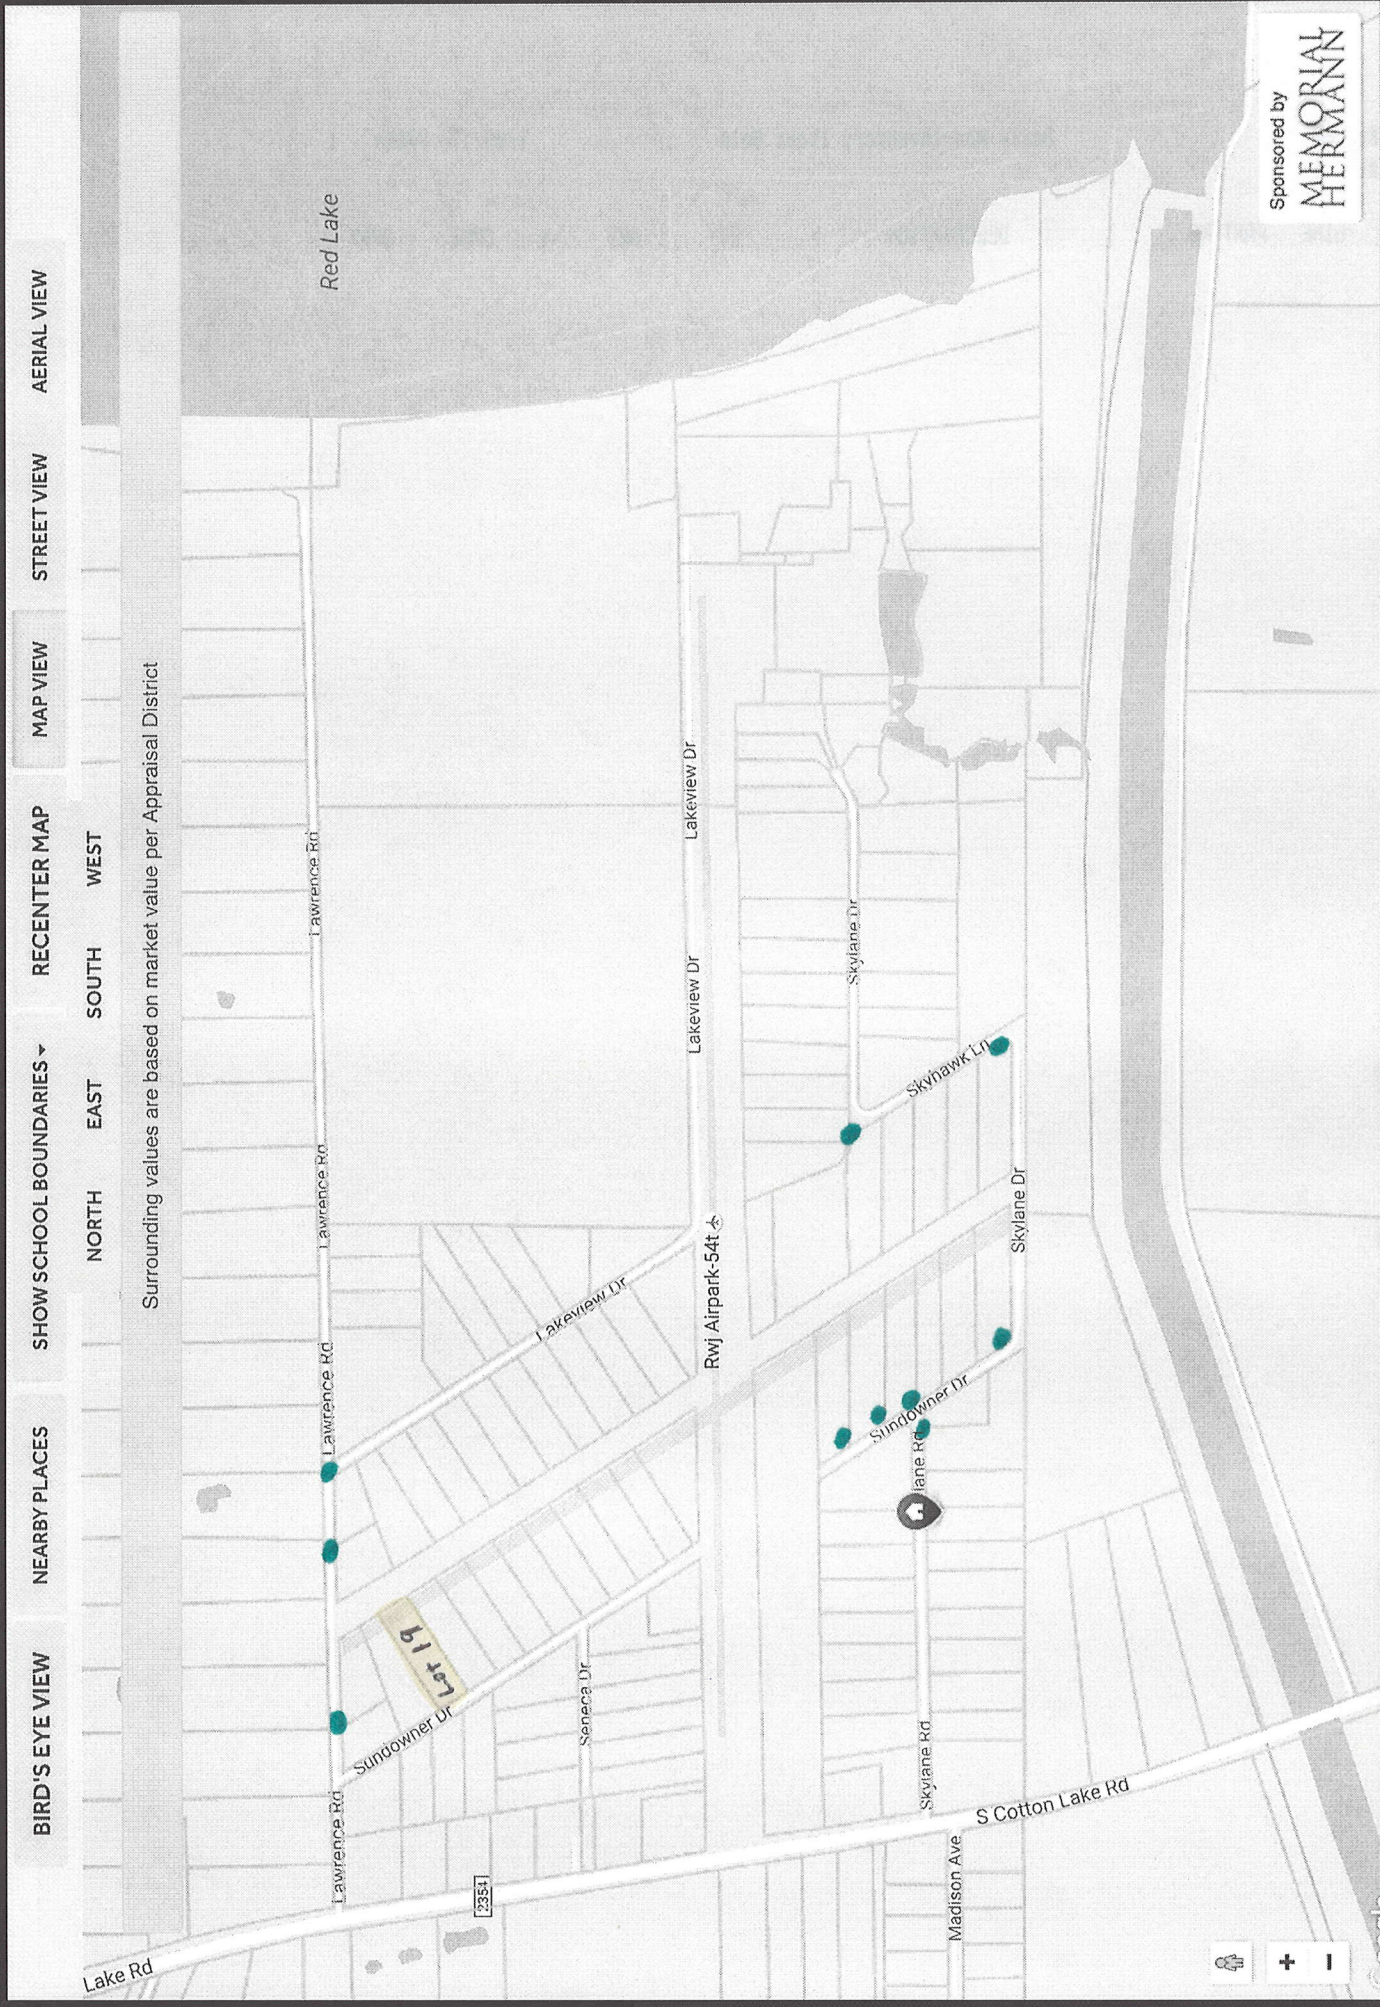 BIRD'S EYE VIEW
NEARBY PLACES
SHOW SCHOOL BOUNDARIES
RECENTER MAP
MAP VIEW
STREET VIEW
AERIAL VIEW
NORTH
EAST
SOUTH
WEST
Surrounding values are based on market value per Appraisal District
Lake Rd
Lawrence Rd
Lawrence Rd
Lawrence Rd
Lawrence Rd
Red Lake
Sundowner Dr
Lot 19
2354
Seneca Dr
Lakeview Dr
Lakeview Dr
Lakeview Dr
Rwj Airpark-54t
Skylane Dr
Skyhawk Ln
Sundowner Dr
lane Rd
Skylane Rd
Skylane Dr
Madison Ave
S Cotton Lake Rd
Sponsored by
MEMORIAL
HERMANN
+
−